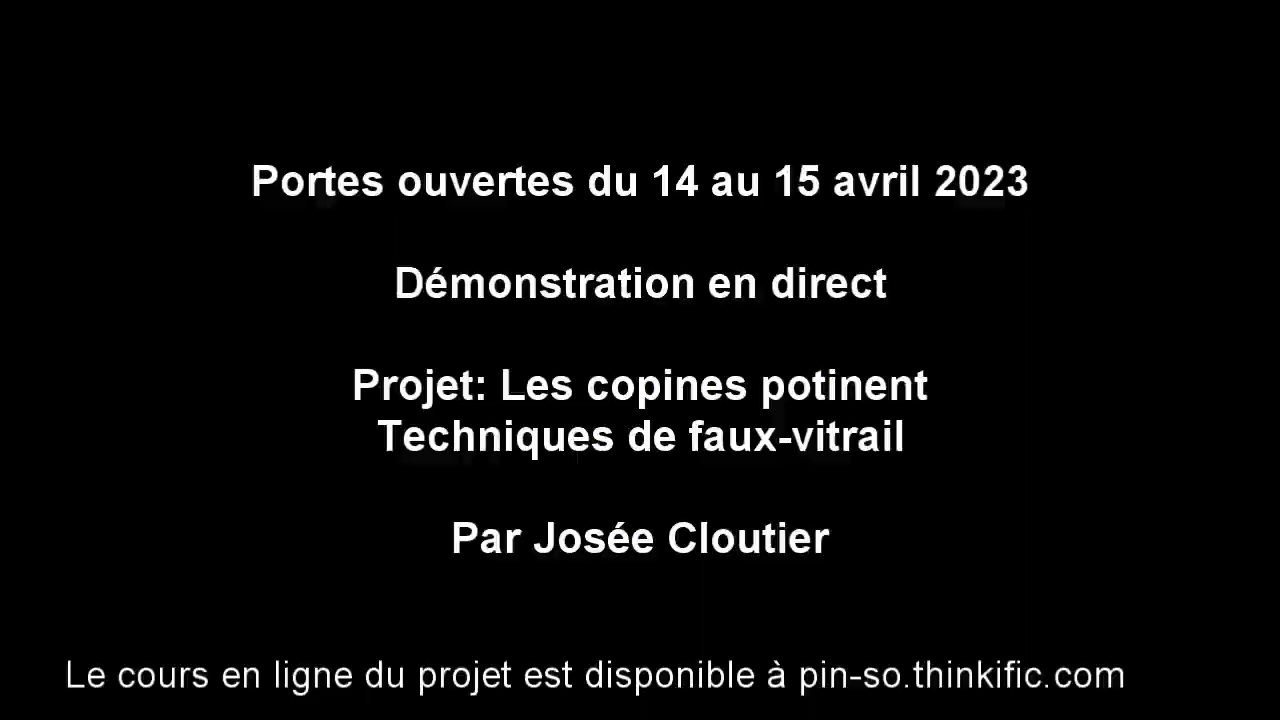 Portes ouvertes du 14 au 15 avril 2023
Démonstration en direct
Projet: Les copines potinent
Techniques de faux-vitrail
Par Josée Cloutier
Le cours en ligne du projet est disponible à pin-so.thinkific.com